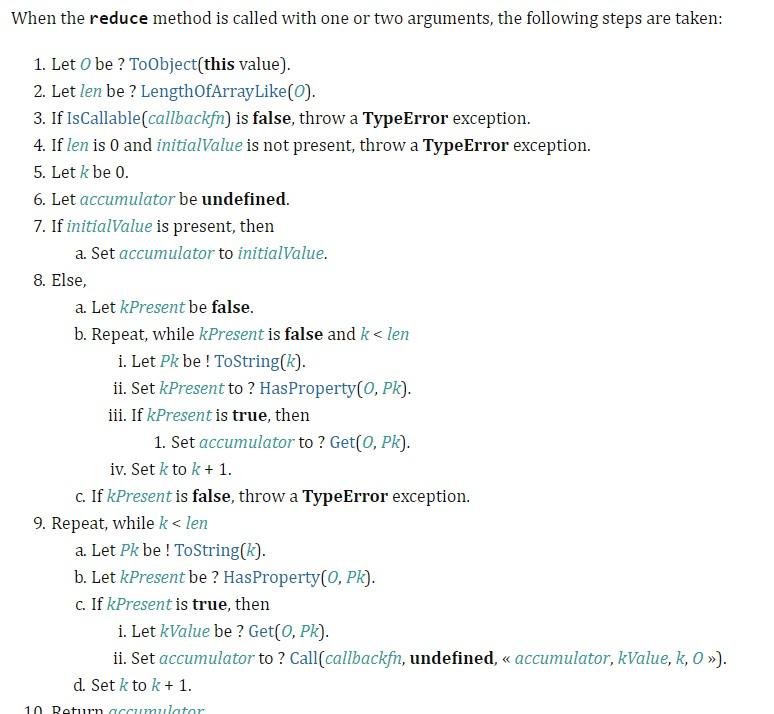 When the reduce method is called with one or two arguments, the following steps are taken:
1. Let O be ? ToObject(this value).
2. Let len be ? LengthOfArrayLike(O).
3. If IsCallable(callbackfn) is false, throw a TypeError exception.
4. If len is 0 and initialValue is not present, throw a TypeError exception.
5. Let k be 0.
6. Let accumulator be undefined.
7. If initialValue is present, then
a. Set accumulator to initialValue.
8. Else,
a. Let kPresent be false.
b. Repeat, while kPresent is false and k < len
i. Let Pk be ! ToString(k).
ii. Set kPresent to ? HasProperty(O, Pk).
iii. If kPresent is true, then
1. Set accumulator to ? Get(O, Pk).
iv. Set k to k + 1.
c. If kPresent is false, throw a TypeError exception.
9. Repeat, while k < len
a. Let Pk be ! ToString(k).
b. Let kPresent be ? HasProperty(O, Pk).
c. If kPresent is true, then
i. Let kValue be ? Get(O, Pk).
ii. Set accumulator to ? Call(callbackfn, undefined, « accumulator, kValue, k, O »).
d. Set k to k + 1.
10. Return accumulator.